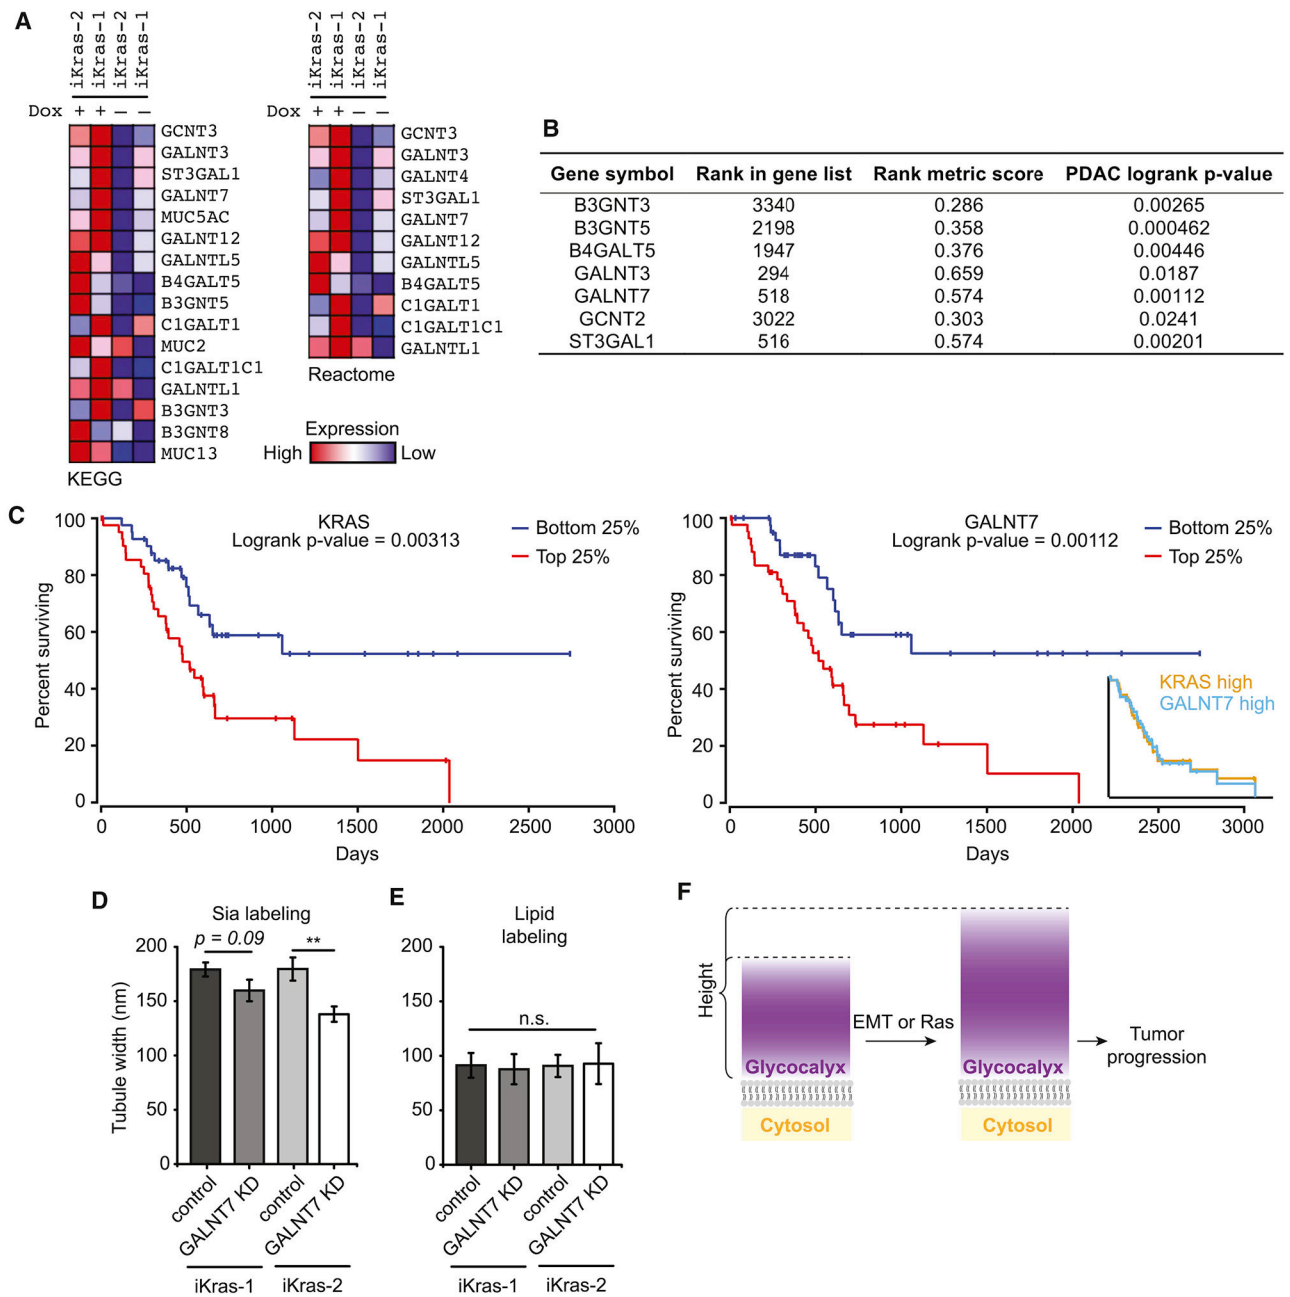 A
iKras-2
iKras-1
iKras-2
iKras-1
Dox + + – –
GCNT3
GALNT3
ST3GAL1
GALNT7
MUC5AC
GALNT12
GALNTL5
B4GALT5
B3GNT5
C1GALT1
MUC2
C1GALT1C1
GALNTL1
B3GNT3
B3GNT8
MUC13
KEGG
iKras-2
iKras-1
iKras-2
iKras-1
Dox + + – –
GCNT3
GALNT3
GALNT4
ST3GAL1
GALNT7
GALNT12
GALNTL5
B4GALT5
C1GALT1
C1GALT1C1
GALNTL1
Reactome
Expression
High Low
B
Gene symbol Rank in gene list Rank metric score PDAC logrank p-value
B3GNT3 3340 0.286 0.00265
B3GNT5 2198 0.358 0.000462
B4GALT5 1947 0.376 0.00446
GALNT3 294 0.659 0.0187
GALNT7 518 0.574 0.00112
GCNT2 3022 0.303 0.0241
ST3GAL1 516 0.574 0.00201
C
KRAS
Logrank p-value = 0.00313
Bottom 25%
Top 25%
Percent surviving
100
80
60
40
20
0
0 500 1000 1500 2000 2500 3000
Days
GALNT7
Logrank p-value = 0.00112
Bottom 25%
Top 25%
Percent surviving
100
80
60
40
20
0
KRAS high
GALNT7 high
0 500 1000 1500 2000 2500 3000
Days
D
Sia labeling
p = 0.09
**
Tubule width (nm)
200
150
100
50
0
control
GALNT7 KD
control
GALNT7 KD
iKras-1 iKras-2
E
Lipid
labeling
n.s.
200
150
100
50
0
control
GALNT7 KD
control
GALNT7 KD
iKras-1 iKras-2
F
Height
Glycocalyx
Cytosol
EMT or Ras
Glycocalyx
Cytosol
Tumor
progression